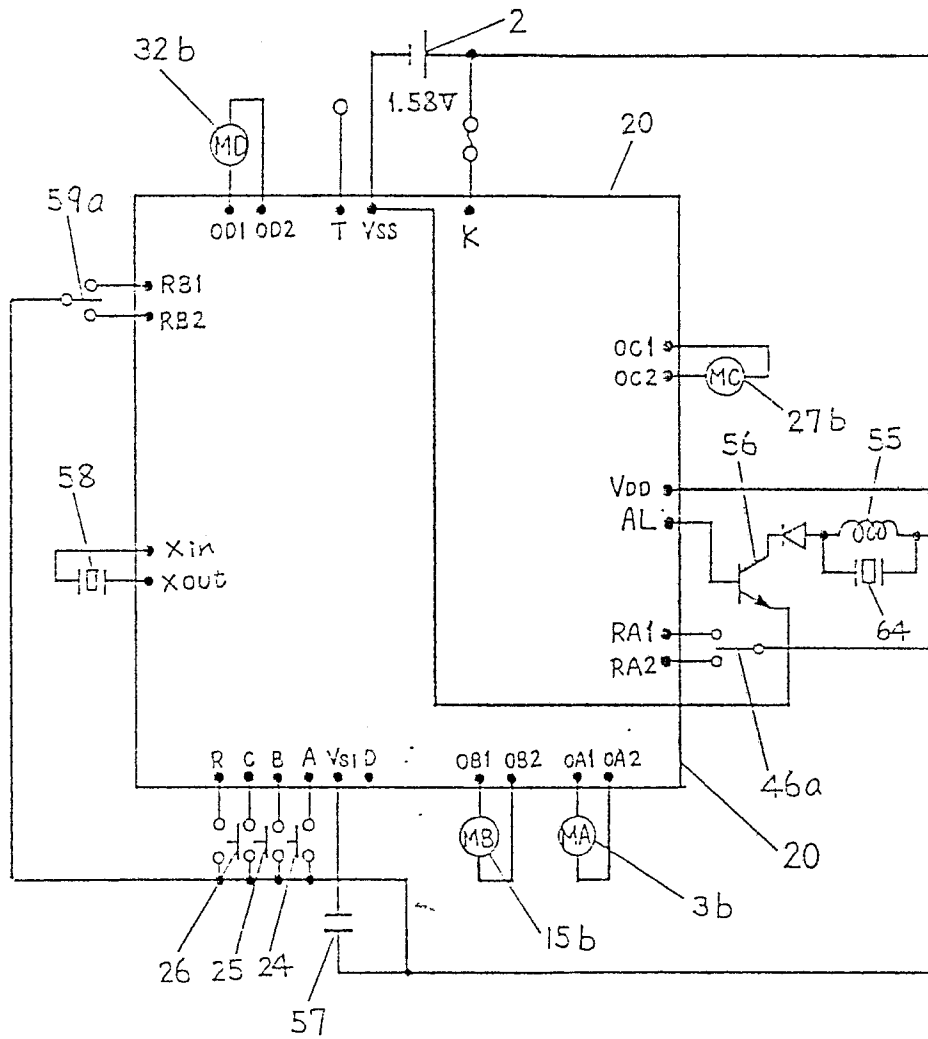 2
32b
1.58V
20
MD
59a
OD1 OD2 T VSS K
RB1
RB2
OC1
OC2
MC
27b
56
55
58
VDD
AL
Xin
Xout
RA1
64
RA2
R C B A VS1 D OB1 OB2 OA1 OA2
46a
20
MB
MA
3b
15b
26 25 24
57